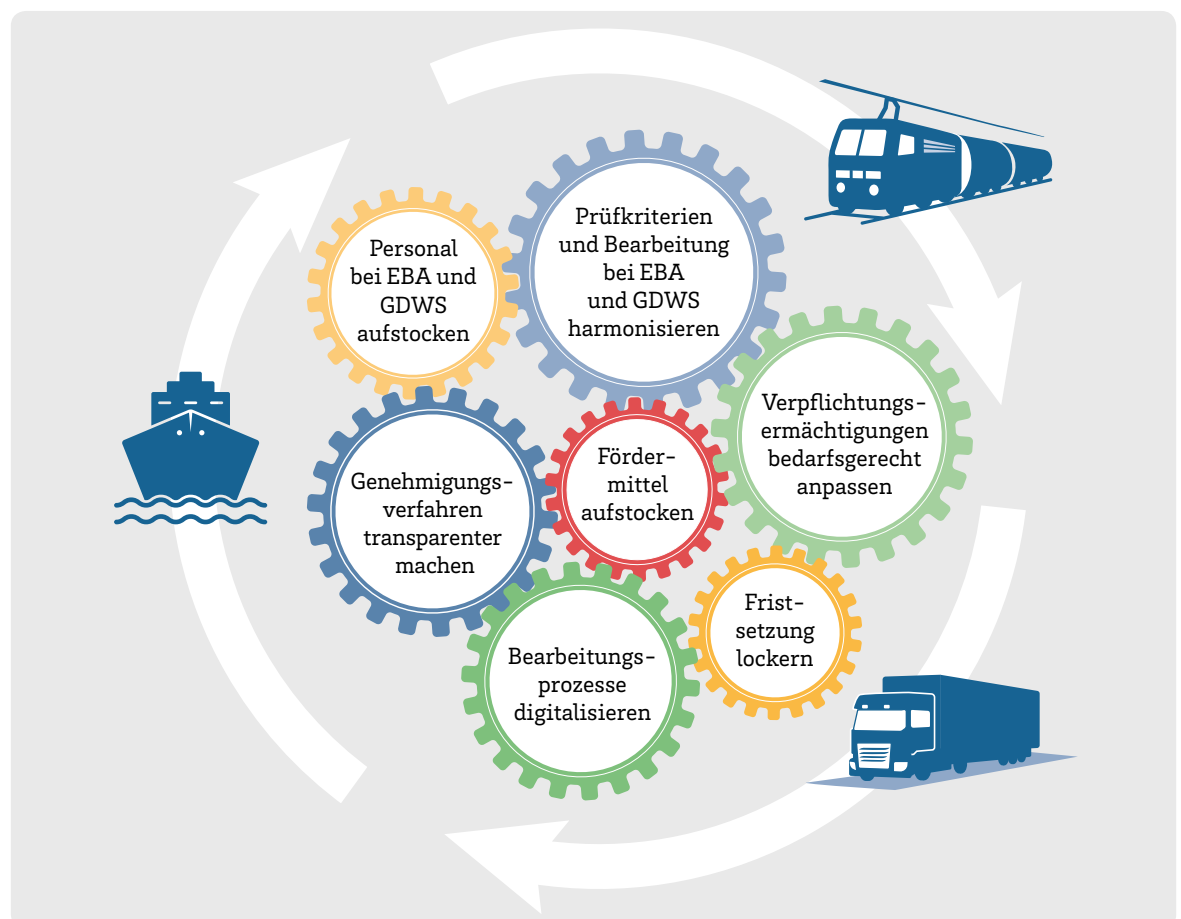 Personal
bei EBA und
GDWS
aufstocken
Prüfkriterien
und Bearbeitung
bei EBA
und GDWS
harmonisieren
Verpflichtungs-
ermächtigungen
bedarfsgerecht
anpassen
Genehmigungs-
verfahren
transparenter
machen
Förder-
mittel
aufstocken
Frist-
setzung
lockern
Bearbeitungs-
prozesse
digitalisieren